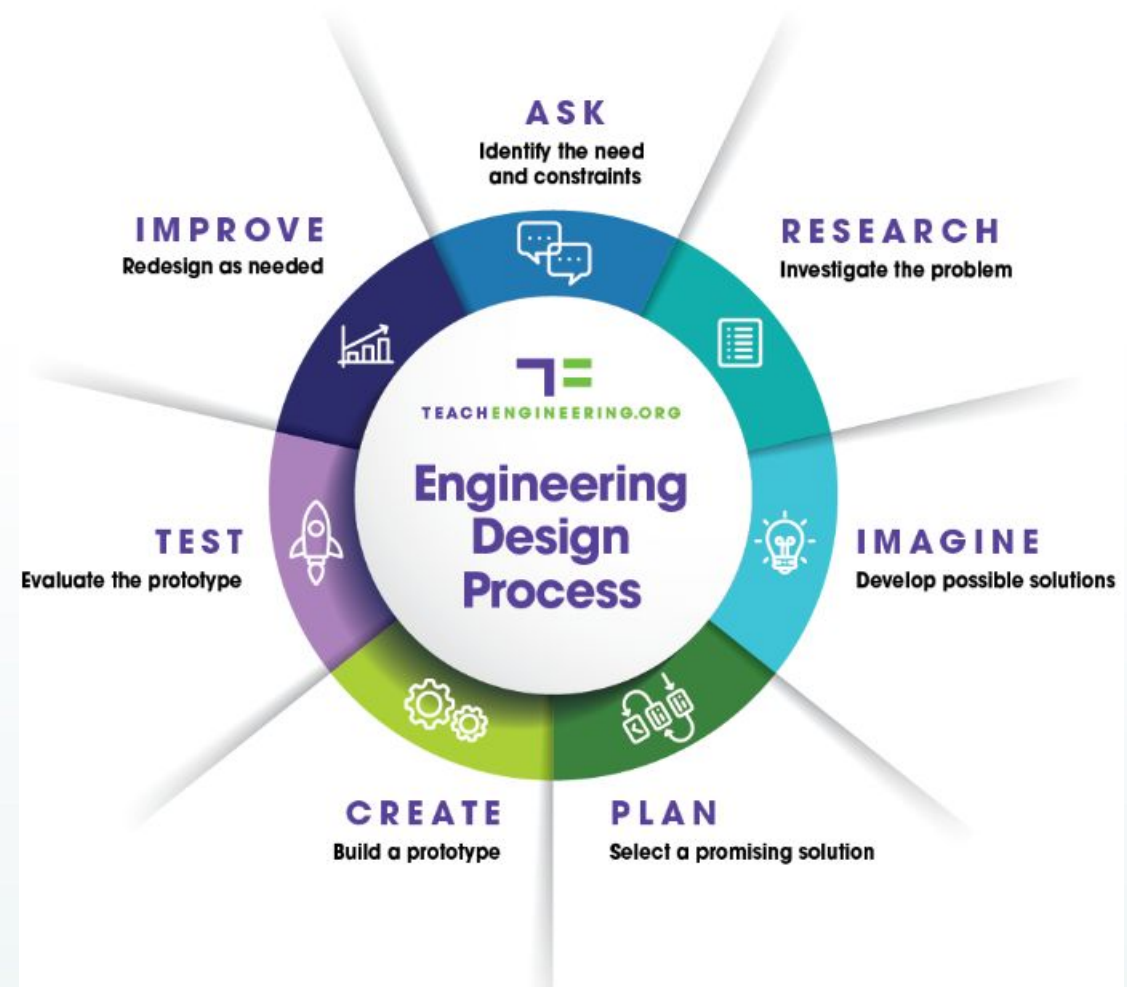 ASK
Identify the need
and constraints
RESEARCH
Investigate the problem
IMAGINE
Develop possible solutions
PLAN
Select a promising solution
CREATE
Build a prototype
TEST
Evaluate the prototype
IMPROVE
Redesign as needed
TEACHENGINEERING.ORG
Engineering
Design
Process